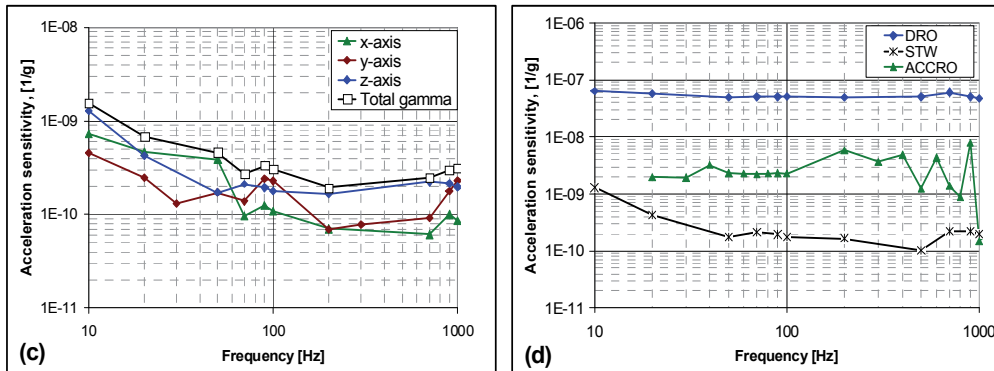 1E-08
1E-09
1E-10
1E-11
Acceleration sensitivity, [1/g]
x-axis
y-axis
z-axis
Total gamma
10
100
1000
Frequency [Hz]
(c)
1E-06
1E-07
1E-08
1E-09
1E-10
1E-11
Acceleration sensitivity, [1/g]
DRO
STW
ACCRO
10
100
1000
Frequency [Hz]
(d)